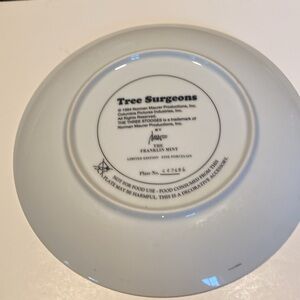 Tree Surgeons
© 1994 Norman Maurer Productions, Inc.
Columbia Pictures Industries, Inc.
All Rights Reserved.
THE THREE STOOGES is a trademark of
Norman Maurer Productions, Inc.
BY
THE
FRANKLIN MINT
LIMITED EDITION FINE PORCELAIN
Plate No.
NOT FOR FOOD USE - FOOD CONSUMED FROM THIS
PLATE MAY BE HARMFUL. THIS IS A DECORATIVE ACCESSORY.